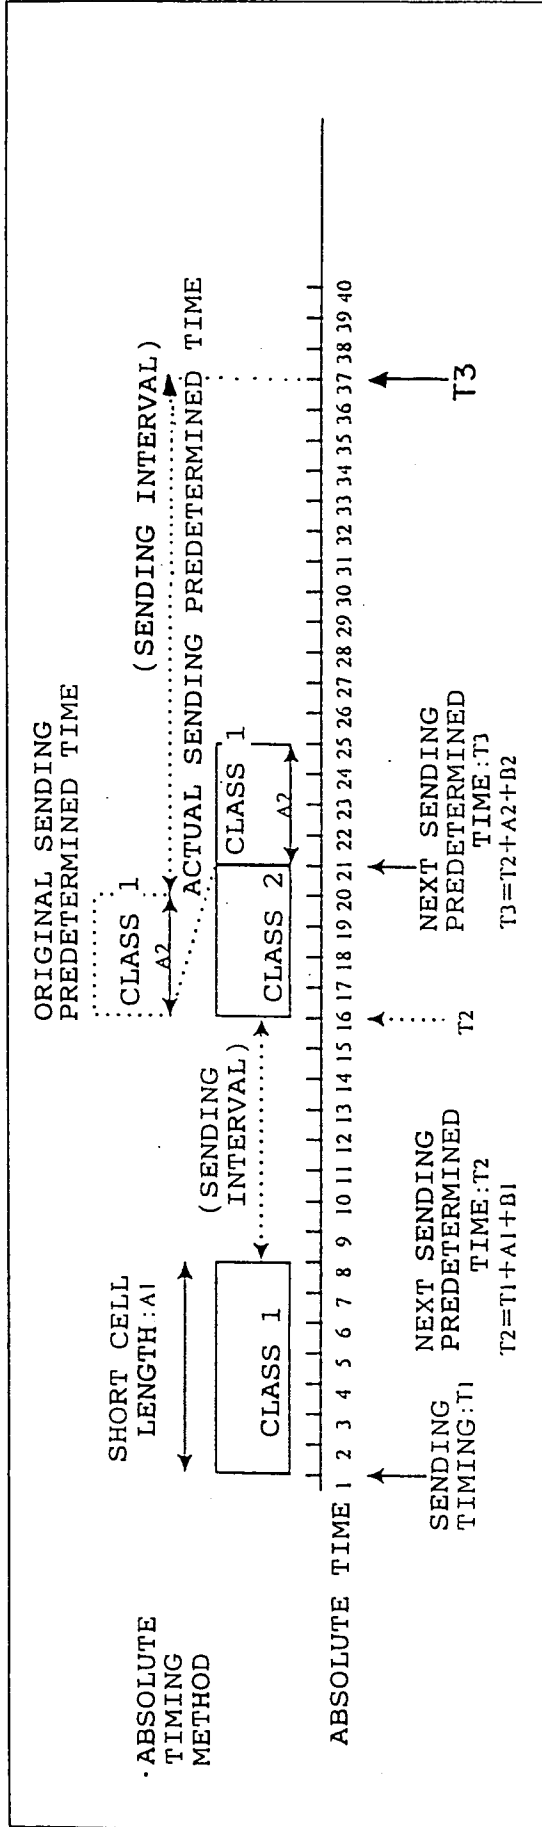 ·ABSOLUTE
TIMING
METHOD
SHORT CELL
LENGTH:A1
ORIGINAL SENDING
PREDETERMINED TIME
CLASS 1
A2
(SENDING INTERVAL)
ACTUAL SENDING PREDETERMINED TIME
(SENDING
INTERVAL)
CLASS 1
CLASS 2
CLASS 1
A2
ABSOLUTE TIME 1 2 3 4 5 6 7 8 9 10 11 12 13 14 15 16 17 18 19 20 21 22 23 24 25 26 27 28 29 30 31 32 33 34 35 36 37 38 39 40
SENDING
TIMING:T1
NEXT SENDING
PREDETERMINED
TIME:T2
T2=T1+A1+B1
T2
NEXT SENDING
PREDETERMINED
TIME:T3
T3=T2+A2+B2
T3